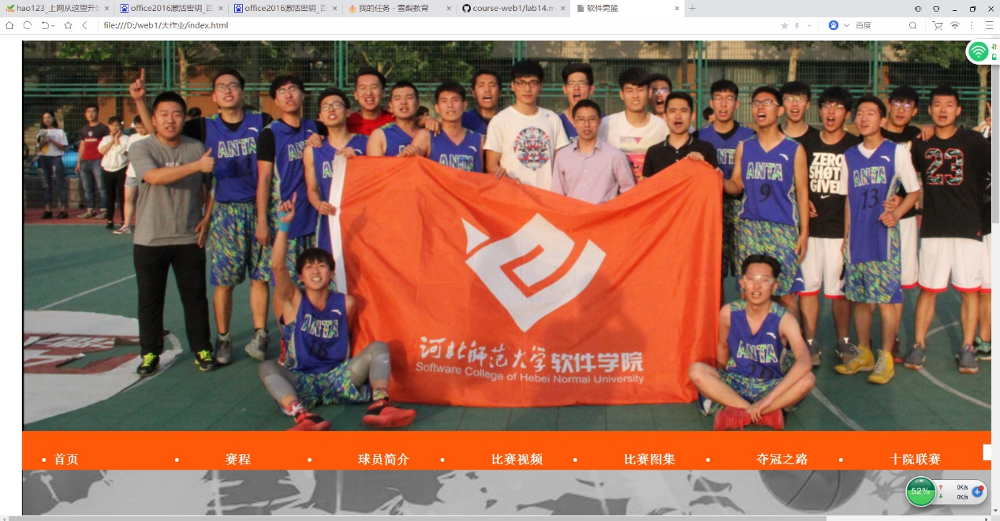 hao123_上网从这里开始
office2016激活密钥_百
office2016激活密钥_百
我的任务 - 雪梨教育
course-web1/lab14.m
软件男篮
file:///D:/web1/大作业/index.html
百度
ANTA
ANTA
ANTA
ANTA
9
ZERO
SHOT
GIVEN
ANTA
13
23
ANTA
ANTA
河北师范大学软件学院
Software College of Hebei Normal University
首页
赛程
球员简介
比赛视频
比赛图集
夺冠之路
十院联赛
52%
0K/s
0K/s